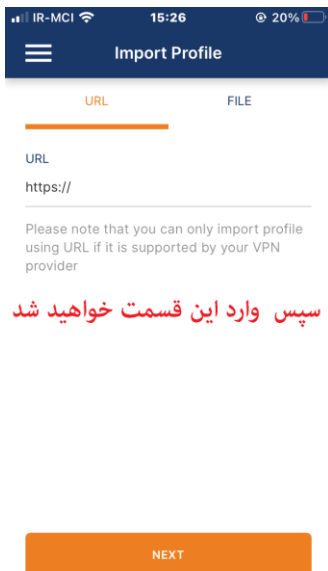 IR-MCI 15:26 20%
Import Profile
URL FILE
URL
https://
Please note that you can only import profile
using URL if it is supported by your VPN
provider
سپس وارد این قسمت خواهید شد
NEXT